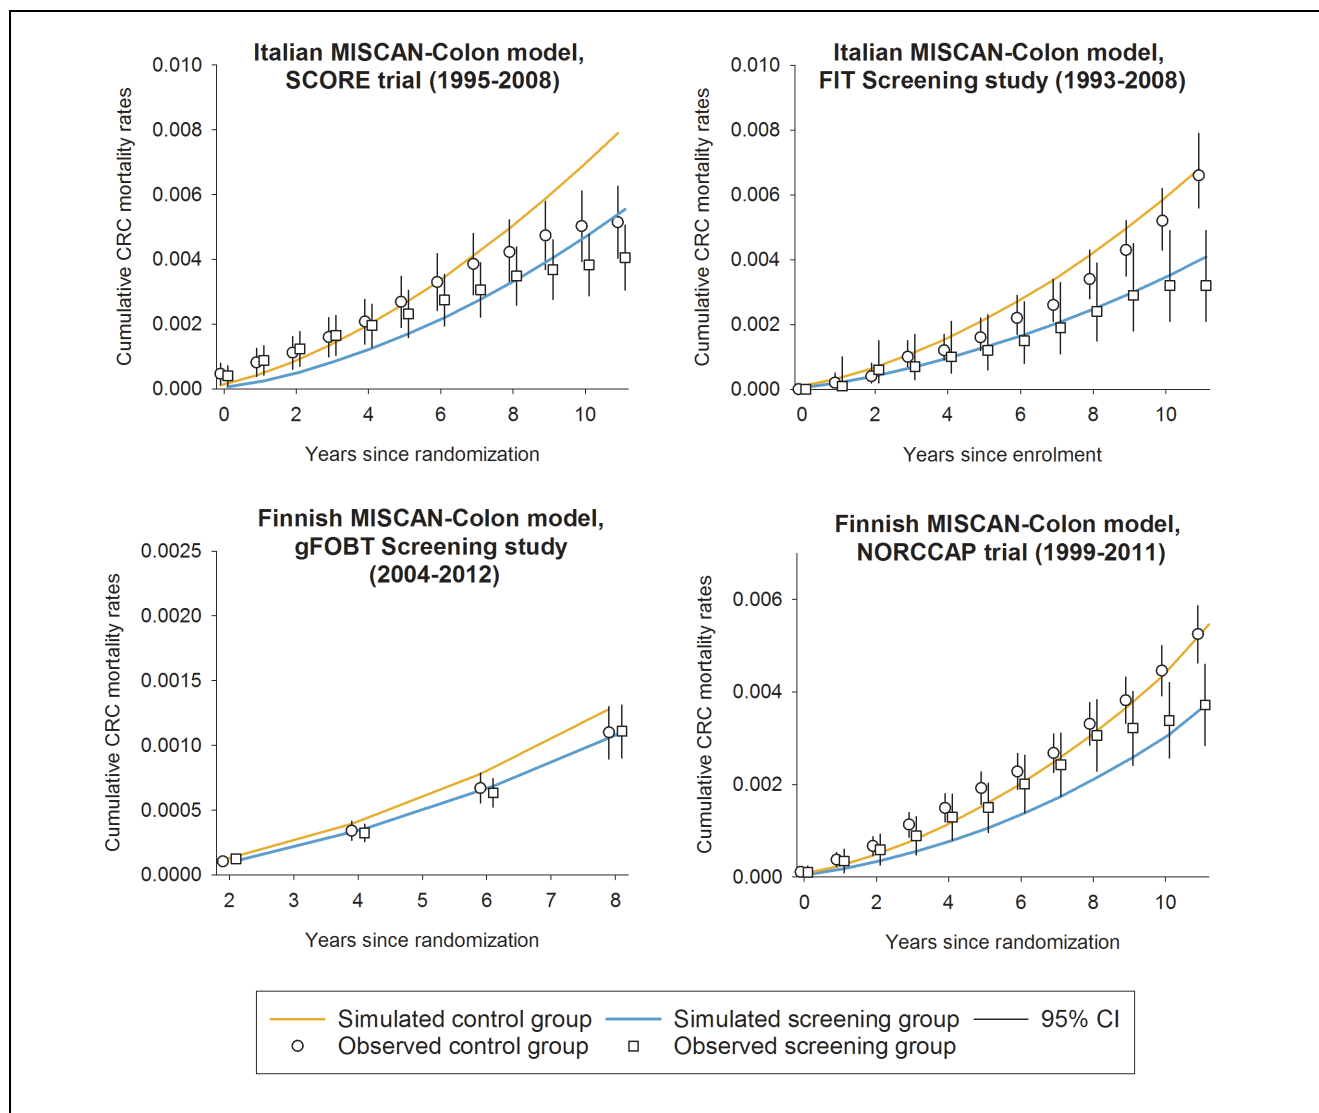 Italian MISCAN-Colon model,
SCORE trial (1995-2008)
Cumulative CRC mortality rates
0.010
0.008
0.006
0.004
0.002
0.000
0 2 4 6 8 10
Years since randomization
Italian MISCAN-Colon model,
FIT Screening study (1993-2008)
Cumulative CRC mortality rates
0.010
0.008
0.006
0.004
0.002
0.000
0 2 4 6 8 10
Years since enrolment
Finnish MISCAN-Colon model,
gFOBT Screening study
(2004-2012)
Cumulative CRC mortality rates
0.0025
0.0020
0.0015
0.0010
0.0005
0.0000
2 3 4 5 6 7 8
Years since randomization
Finnish MISCAN-Colon model,
NORCCAP trial (1999-2011)
Cumulative CRC mortality rates
0.006
0.004
0.002
0.000
0 2 4 6 8 10
Years since randomization
Simulated control group Simulated screening group 95% CI
Observed control group Observed screening group